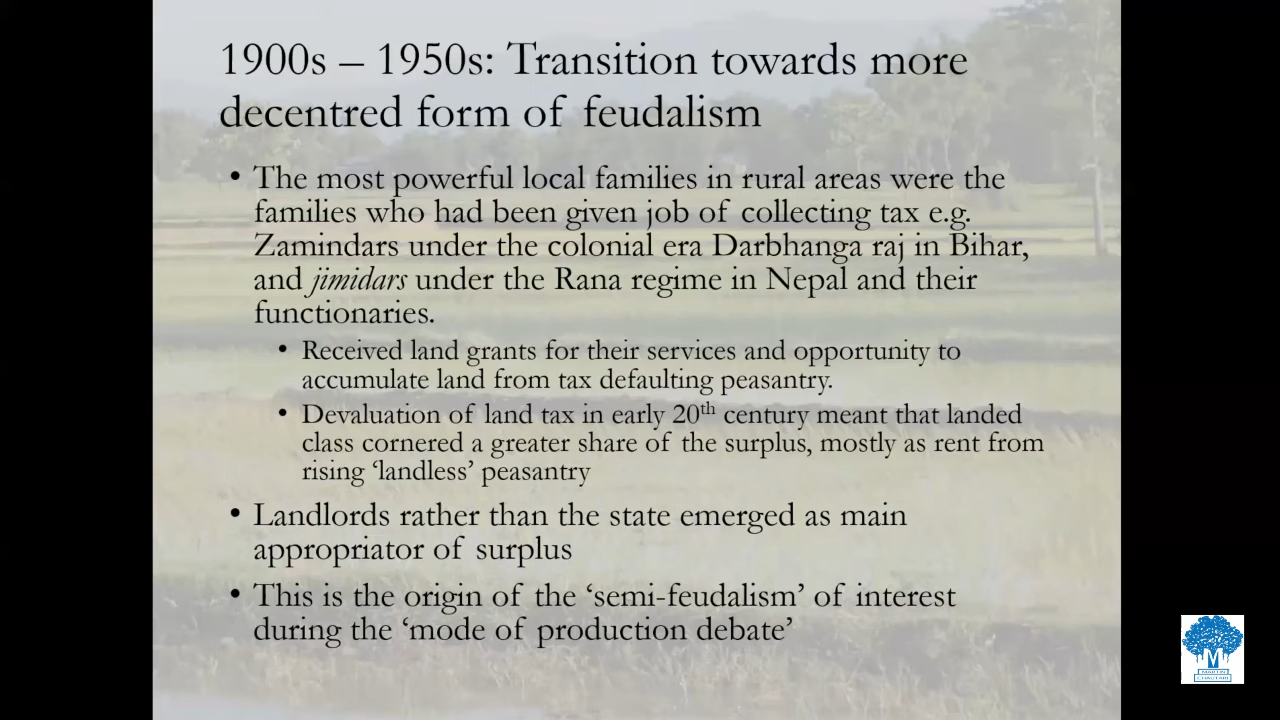 1900s – 1950s: Transition towards more
decentred form of feudalism
• The most powerful local families in rural areas were the
families who had been given job of collecting tax e.g.
Zamindars under the colonial era Darbhanga raj in Bihar,
and jimidars under the Rana regime in Nepal and their
functionaries.
• Received land grants for their services and opportunity to
accumulate land from tax defaulting peasantry.
• Devaluation of land tax in early 20th century meant that landed
class cornered a greater share of the surplus, mostly as rent from
rising ‘landless’ peasantry
• Landlords rather than the state emerged as main
appropriator of surplus
• This is the origin of the ‘semi-feudalism’ of interest
during the ‘mode of production debate’
M
MARTIN
CHAUTARI